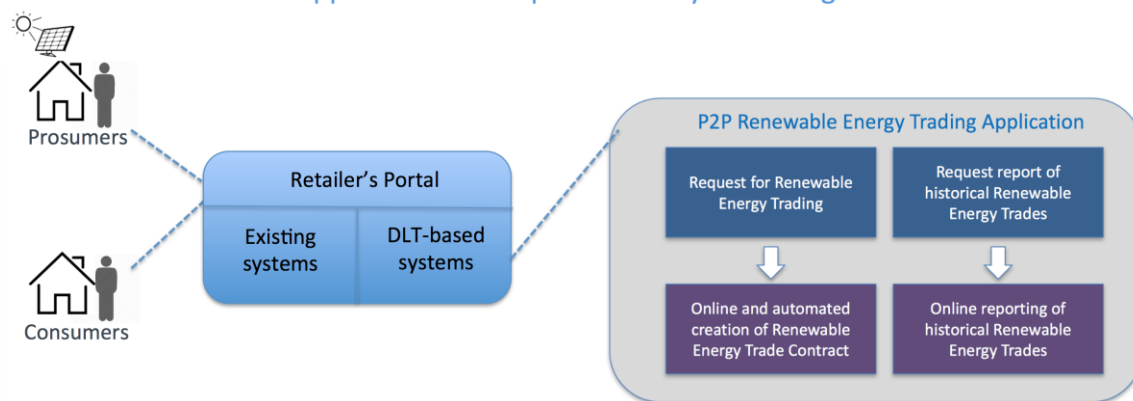 Prosumers
Consumers
Retailer's Portal
Existing
systems
DLT-based
systems
P2P Renewable Energy Trading Application
Request for Renewable
Energy Trading
Request report of
historical Renewable
Energy Trades
Online and automated
creation of Renewable
Energy Trade Contract
Online reporting of
historical Renewable
Energy Trades